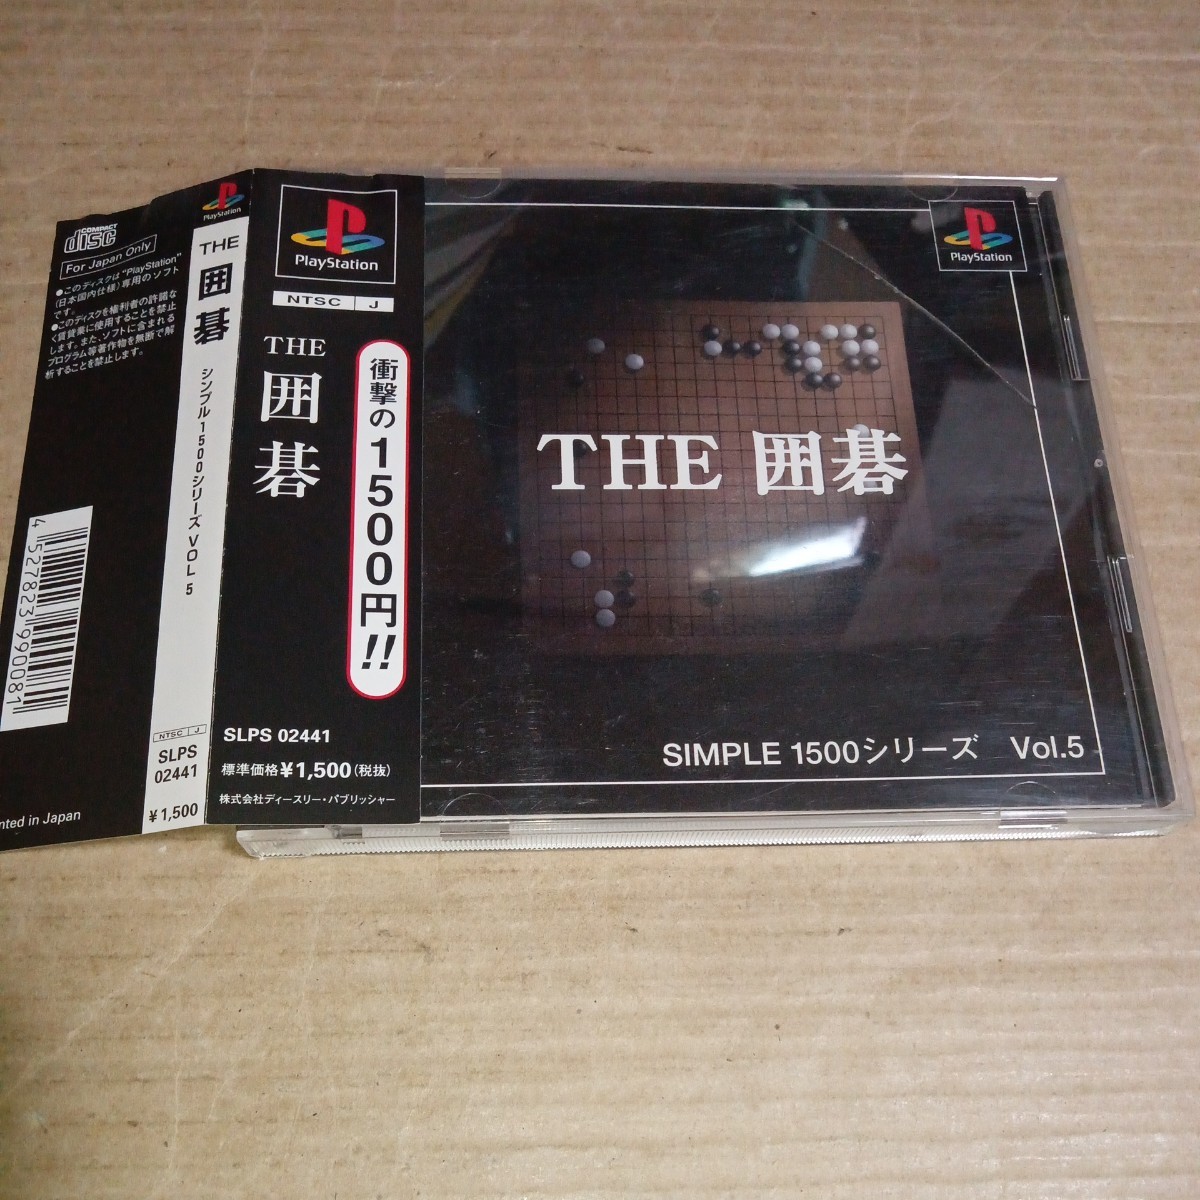 COMPACT
disc
For Japan Only
●このディスクは“PlayStation”
(日本国内仕様)専用のソフト
です。
●このディスクを権利者の許諾な
く賃貸業に使用することを禁止
します。また、ソフトに含まれる
プログラム等著作物を無断で解
析することを禁止します。
4 527823 990081
nted in Japan
PlayStation
THE
囲碁
シンプル1500シリーズ VOL 5
NTSC J
SLPS
02441
¥1,500
PlayStation
NTSC J
THE
囲碁
衝撃の1500円!!
SLPS 02441
標準価格¥1,500(税抜)
株式会社ディースリー・パブリッシャー
PlayStation
THE 囲碁
SIMPLE 1500シリーズ Vol.5